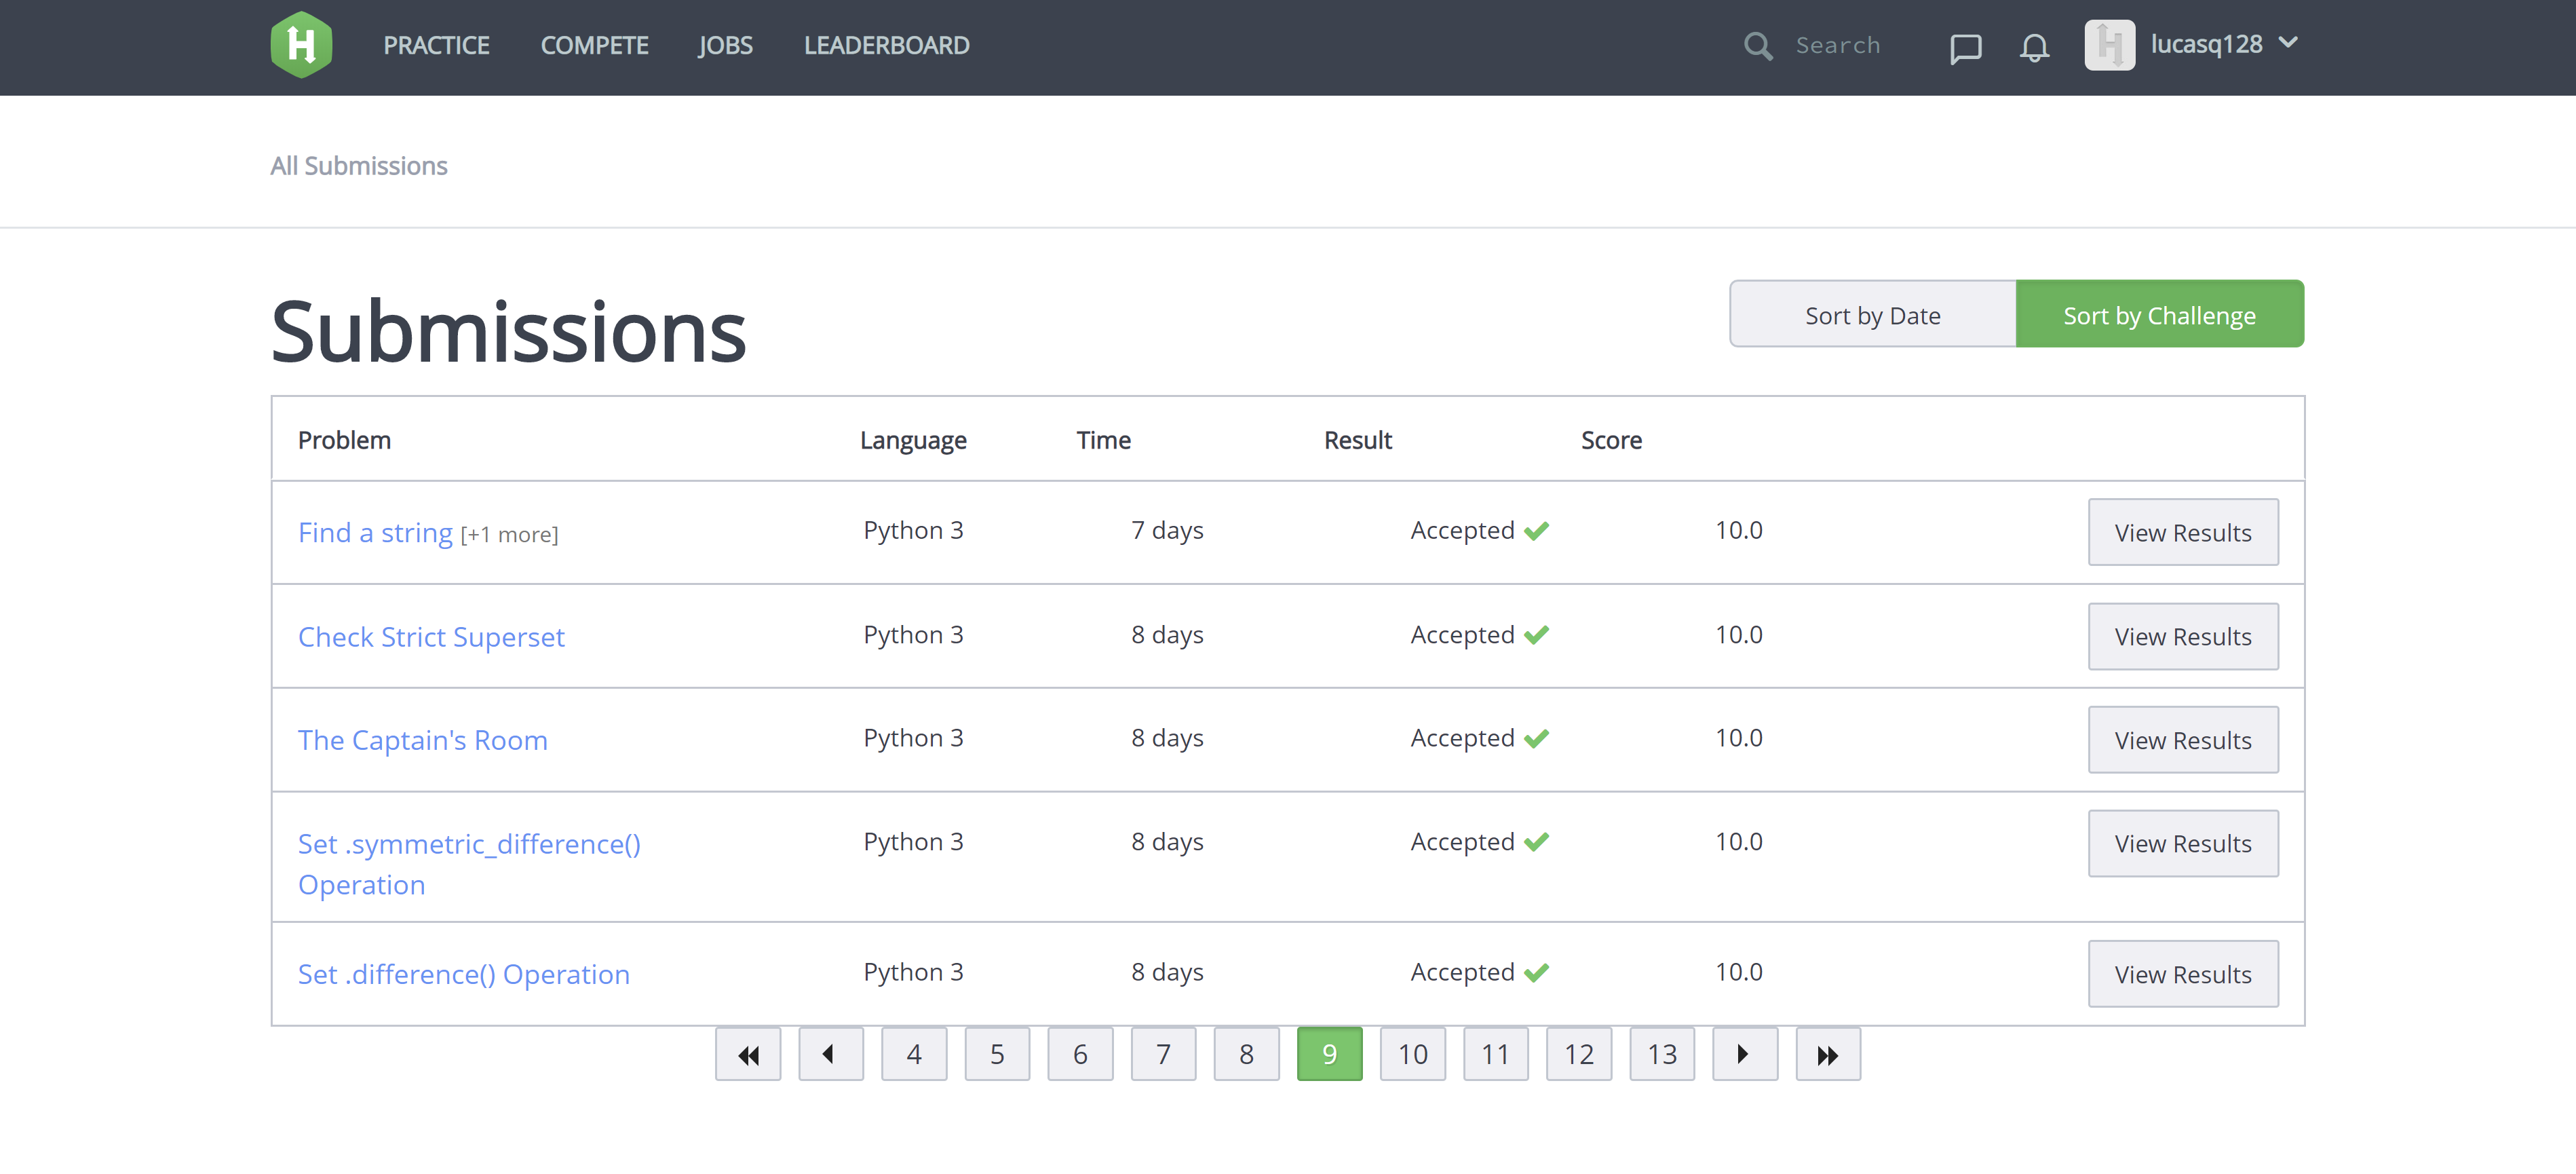 H PRACTICE COMPETE JOBS LEADERBOARD Search H lucasq128
All Submissions
Submissions
Sort by Date Sort by Challenge
Problem Language Time Result Score
Find a string [+1 more] Python 3 7 days Accepted 10.0 View Results
Check Strict Superset Python 3 8 days Accepted 10.0 View Results
The Captain's Room Python 3 8 days Accepted 10.0 View Results
Set .symmetric_difference() Python 3 8 days Accepted 10.0 View Results
Operation
Set .difference() Operation Python 3 8 days Accepted 10.0 View Results
4 5 6 7 8 9 10 11 12 13